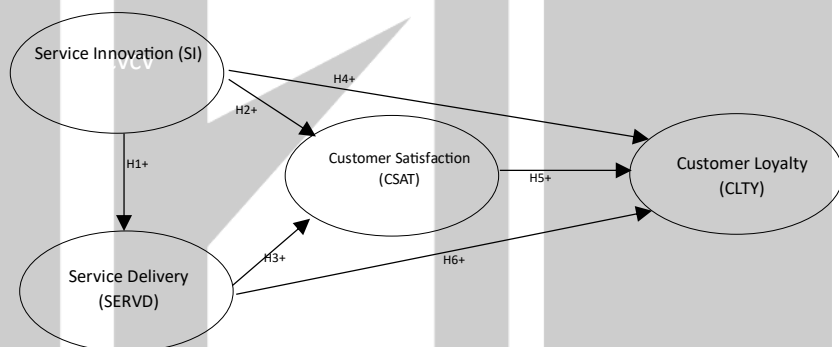 Service Innovation (SI)
H4+
H2+
H1+
Customer Satisfaction
(CSAT)
Customer Loyalty
(CLTY)
H5+
H3+
H6+
Service Delivery
(SERVD)